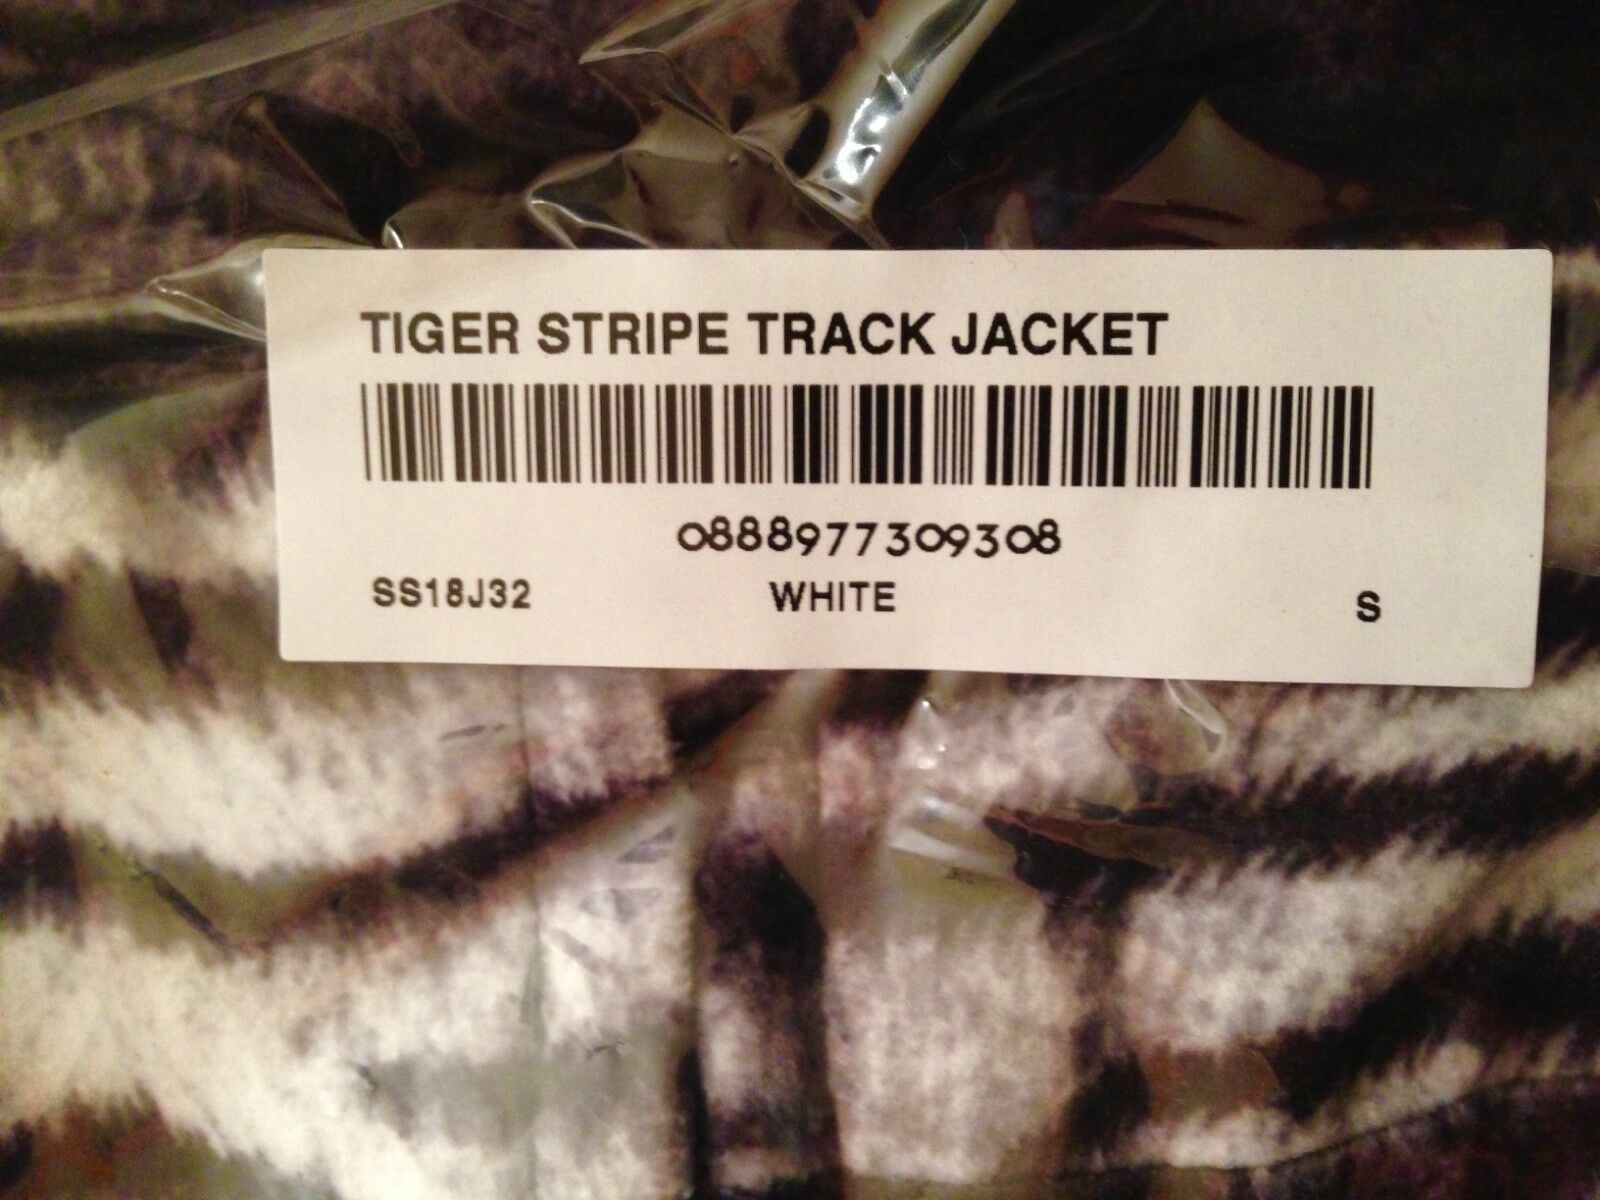 TIGER STRIPE TRACK JACKET
0888977309308
SS18J32 WHITE S